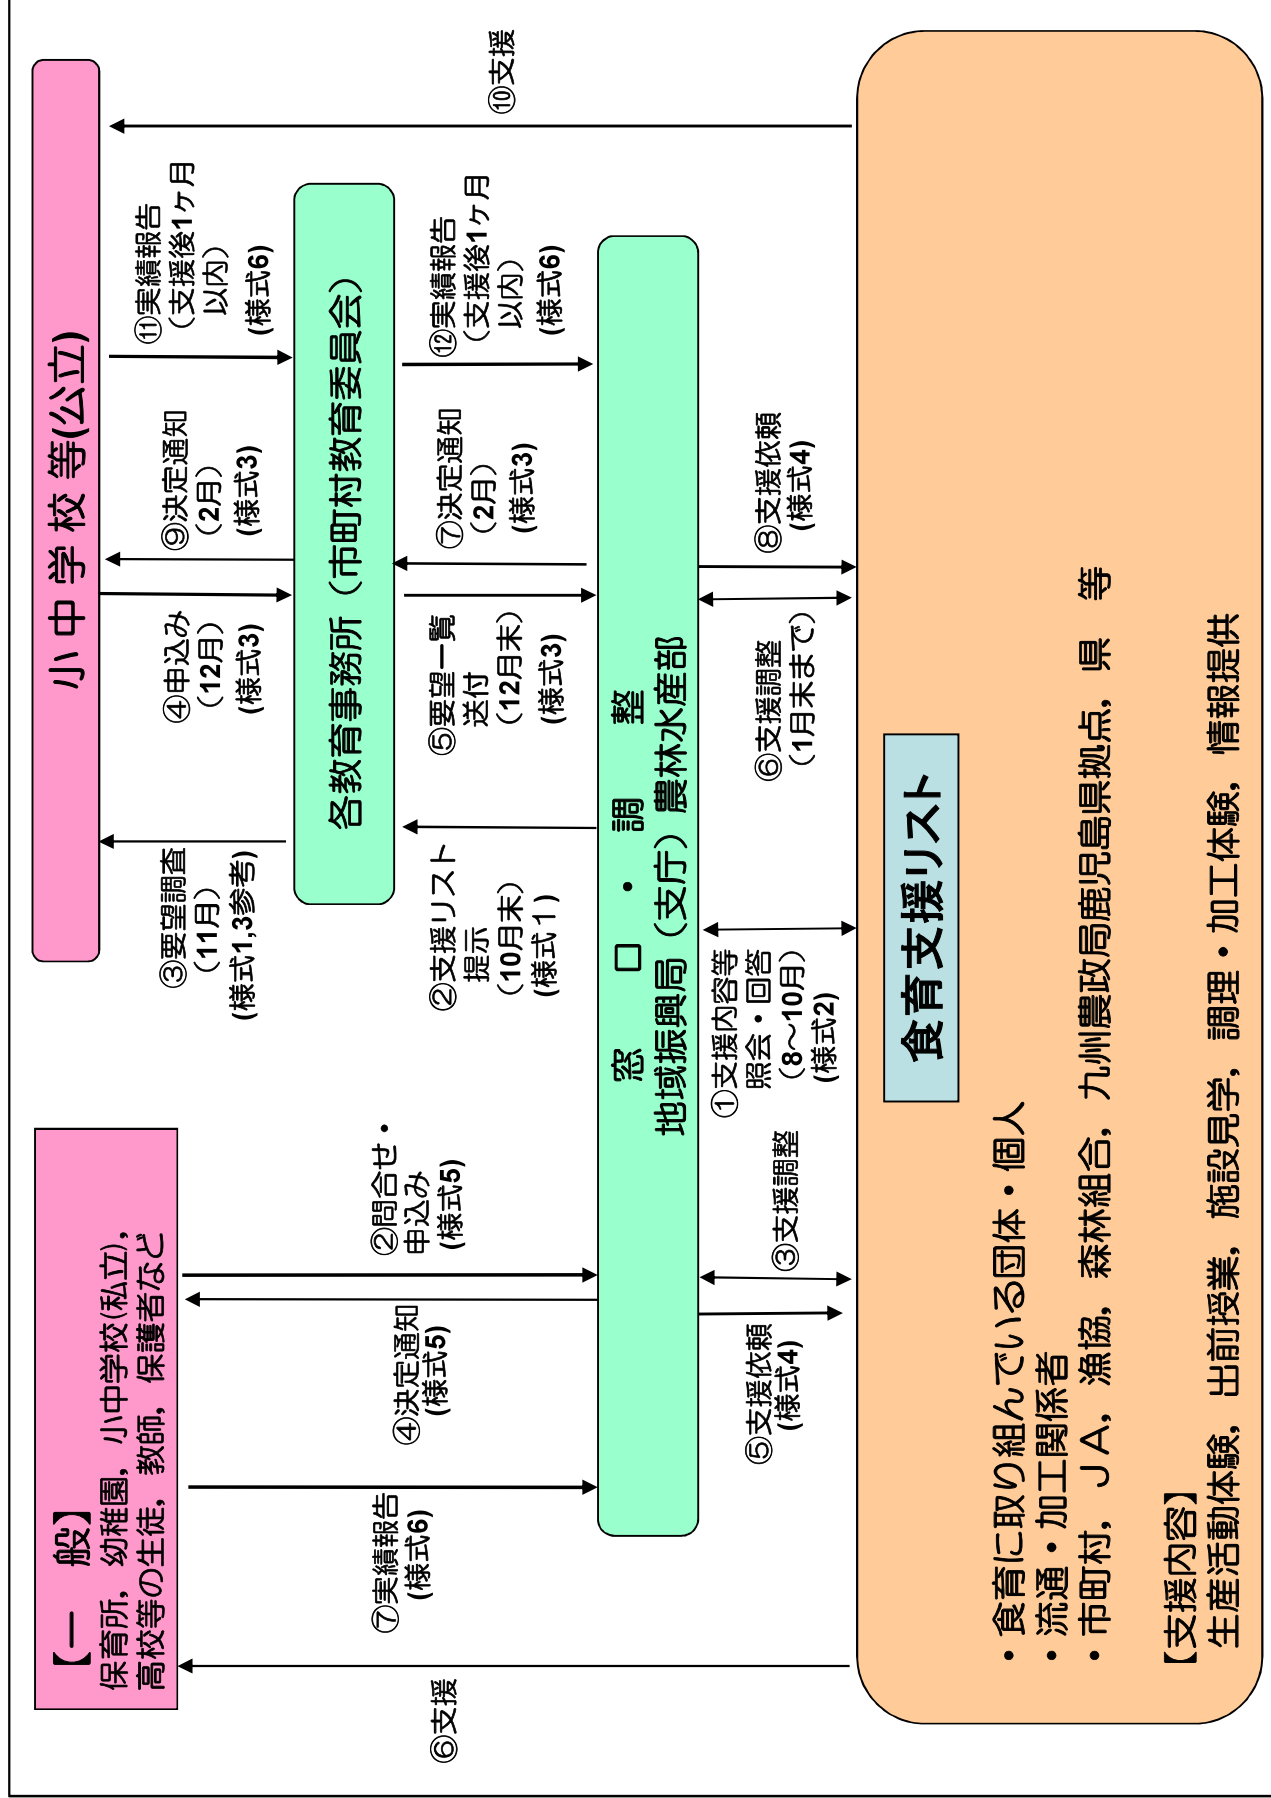 【一　般】
保育所，幼稚園，小中学校(私立)，
高校等の生徒，教師，保護者など
小 中 学 校 等(公立)
⑥支援
⑦実績報告
(様式6)
④決定通知
(様式5)
②問合せ・
申込み
(様式5)
③要望調査
（11月）
(様式1,3参考)
④申込み
（12月）
(様式3)
⑨決定通知
（2月）
(様式3)
⑪実績報告
（支援後1ヶ月
以内）
(様式6)
⑩支援
各教育事務所（市町村教育委員会）
②支援リスト
提示
（10月末）
(様式１)
⑤要望一覧
送付
（12月末）
(様式3)
⑦決定通知
（2月）
(様式3)
⑫実績報告
（支援後1ヶ月
以内）
(様式6)
窓　口　・　調　整
地域振興局（支庁）農林水産部
⑤支援依頼
(様式4)
③支援調整
①支援内容等
照会・回答
（8～10月）
(様式2)
⑥支援調整
（1月末まで）
⑧支援依頼
(様式4)
食育支援リスト
・食育に取り組んでいる団体・個人
・流通・加工関係者
・市町村，ＪＡ，漁協，森林組合，九州農政局鹿児島県拠点，県　等
【支援内容】
生産活動体験，出前授業，施設見学，調理・加工体験，情報提供